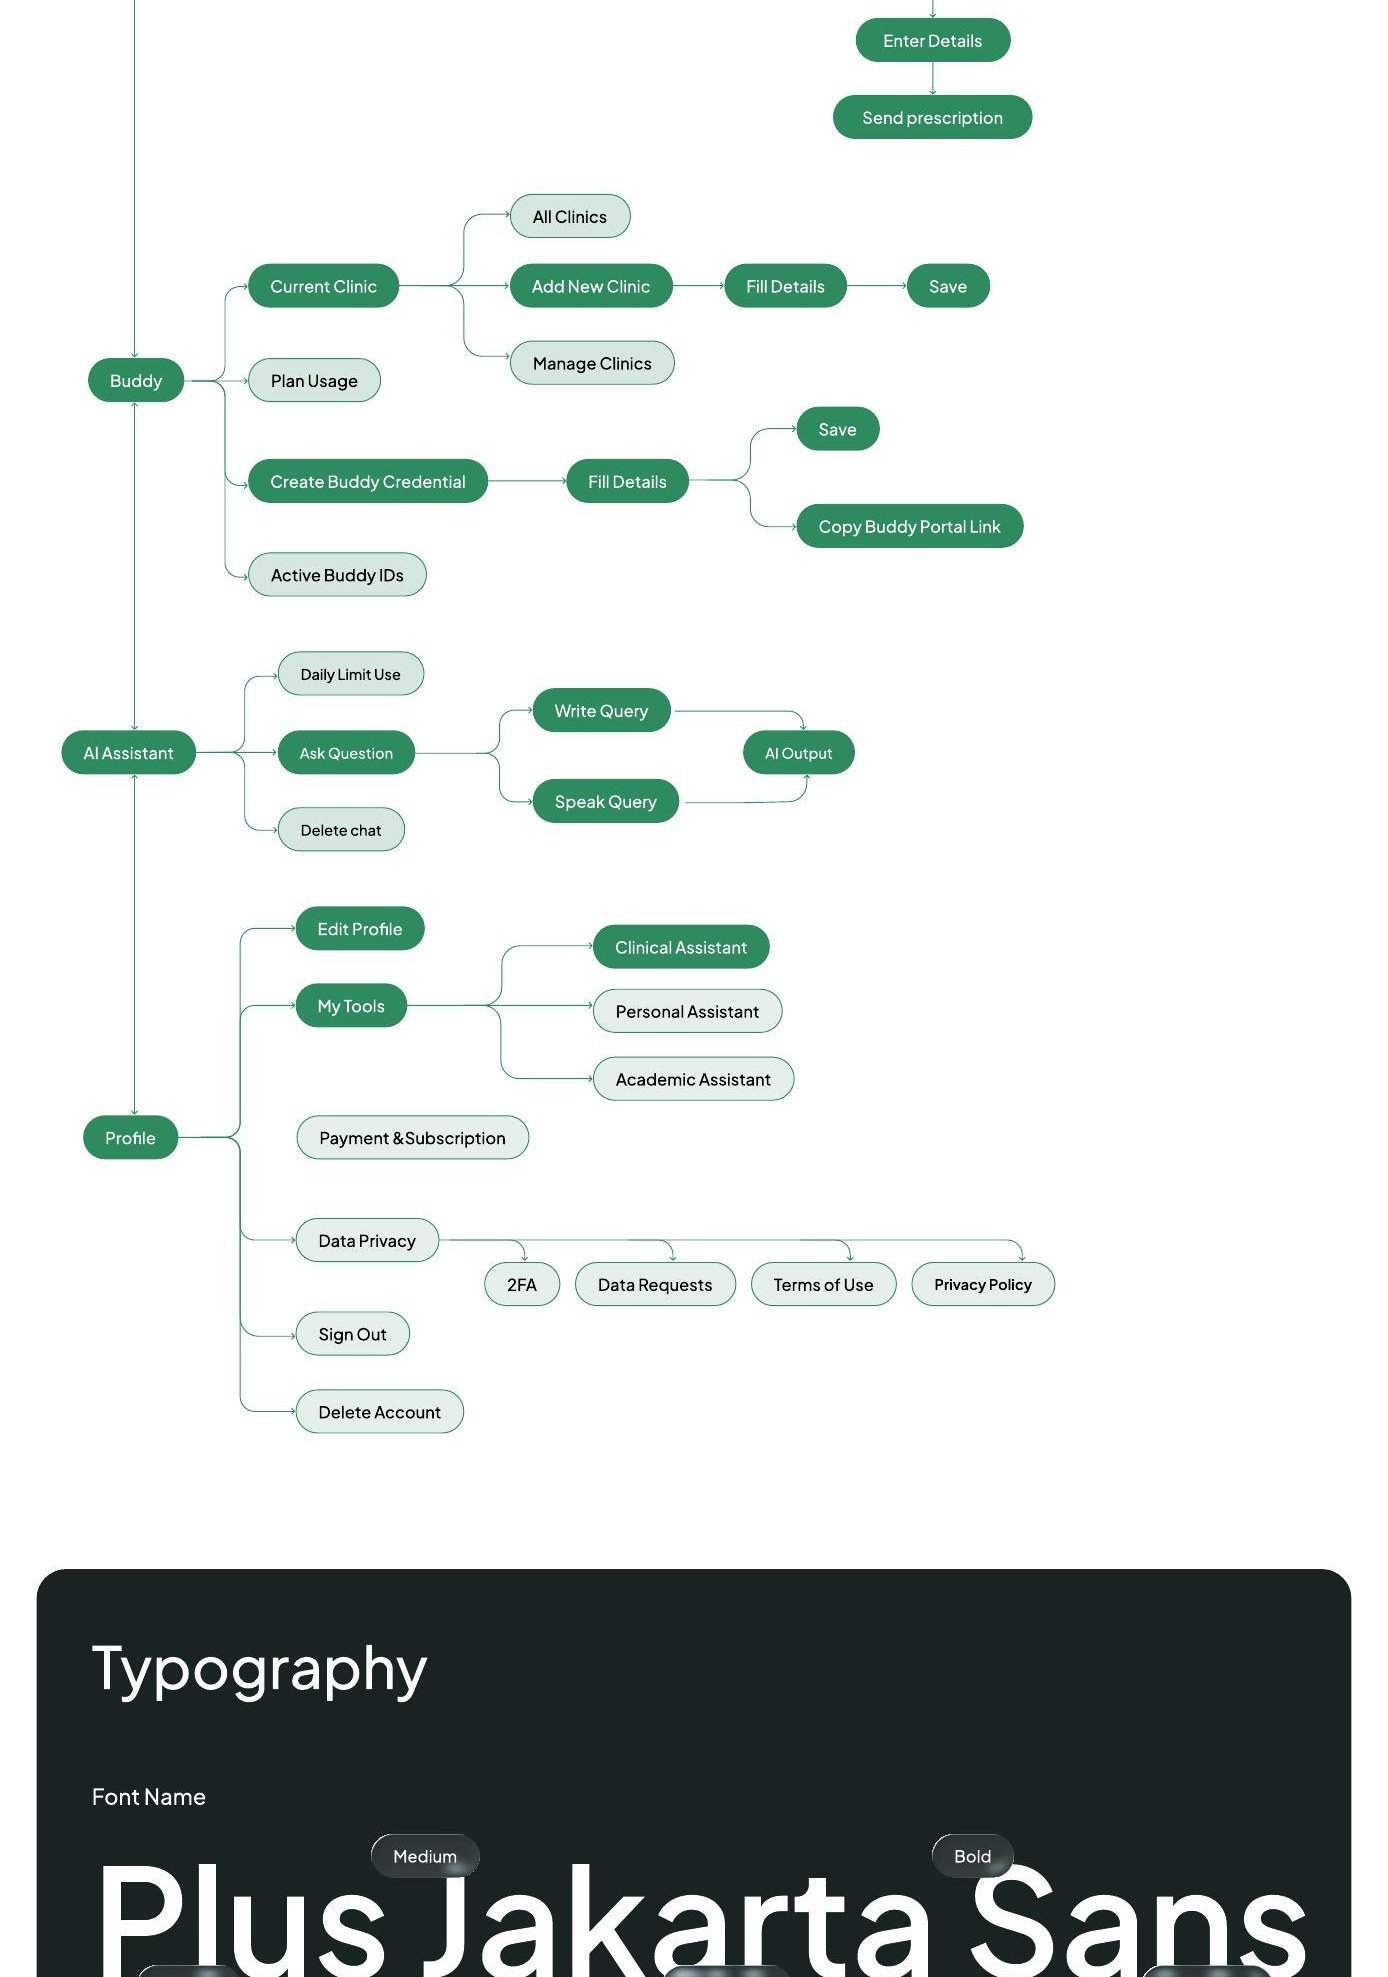 Enter Details
Send prescription
All Clinics
Current Clinic
Add New Clinic
Fill Details
Save
Manage Clinics
Buddy
Plan Usage
Save
Create Buddy Credential
Fill Details
Copy Buddy Portal Link
Active Buddy IDs
Daily Limit Use
Write Query
AI Assistant
Ask Question
AI Output
Speak Query
Delete chat
Edit Profile
Clinical Assistant
My Tools
Personal Assistant
Academic Assistant
Profile
Payment &Subscription
Data Privacy
2FA
Data Requests
Terms of Use
Privacy Policy
Sign Out
Delete Account
Typography
Font Name
Medium
Bold
Plus Jakarta Sans